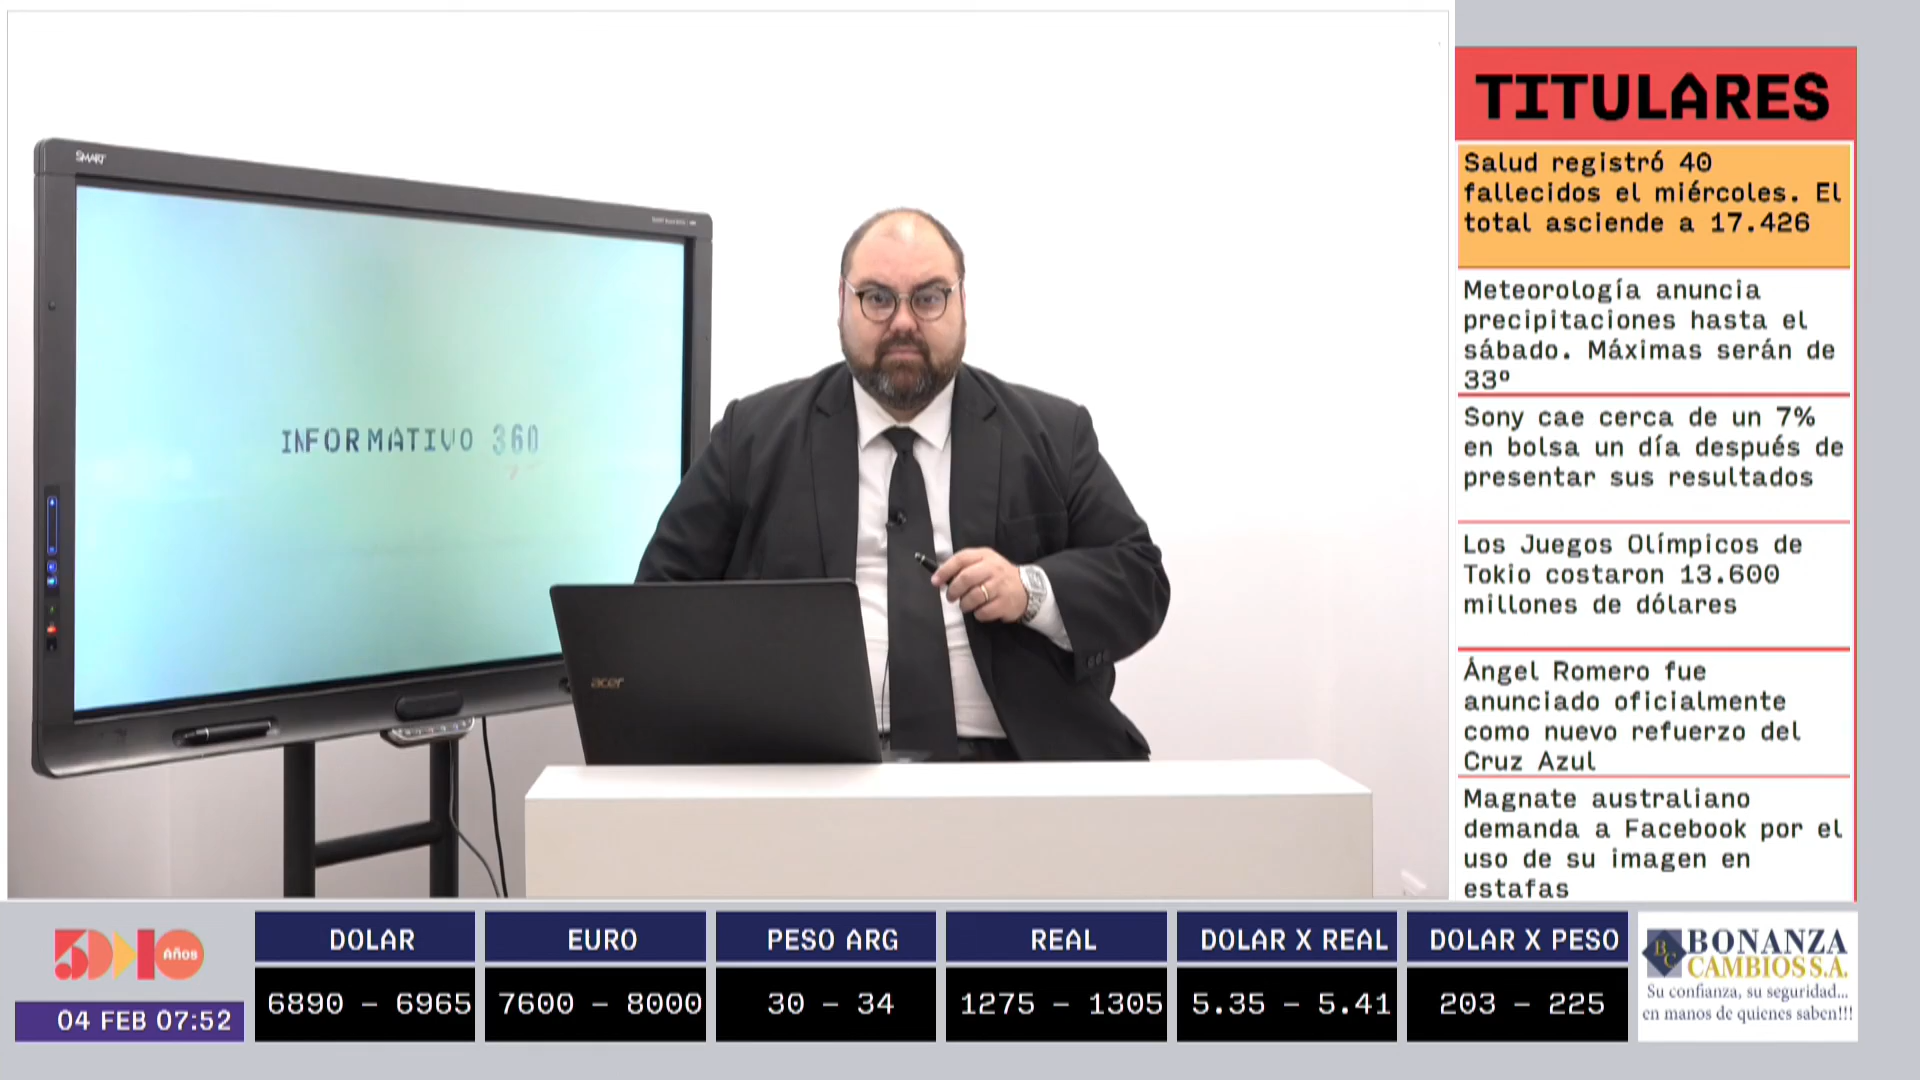 SMART
INFORMATIVO 360
acer
TITULARES
Salud registró 40
fallecidos el miércoles. El
total asciende a 17.426
Meteorología anuncia
precipitaciones hasta el
sábado. Máximas serán de
33º
Sony cae cerca de un 7%
en bolsa un día después de
presentar sus resultados
Los Juegos Olímpicos de
Tokio costaron 13.600
millones de dólares
Ángel Romero fue
anunciado oficialmente
como nuevo refuerzo del
Cruz Azul
Magnate australiano
demanda a Facebook por el
uso de su imagen en
estafas
Años
04 FEB 07:52
DOLAR
6890 – 6965
EURO
7600 – 8000
PESO ARG
30 – 34
REAL
1275 – 1305
DOLAR X REAL
5.35 – 5.41
DOLAR X PESO
203 – 225
BC
BONANZA
CAMBIOS S.A.
Su confianza, su seguridad...
en manos de quienes saben!!!